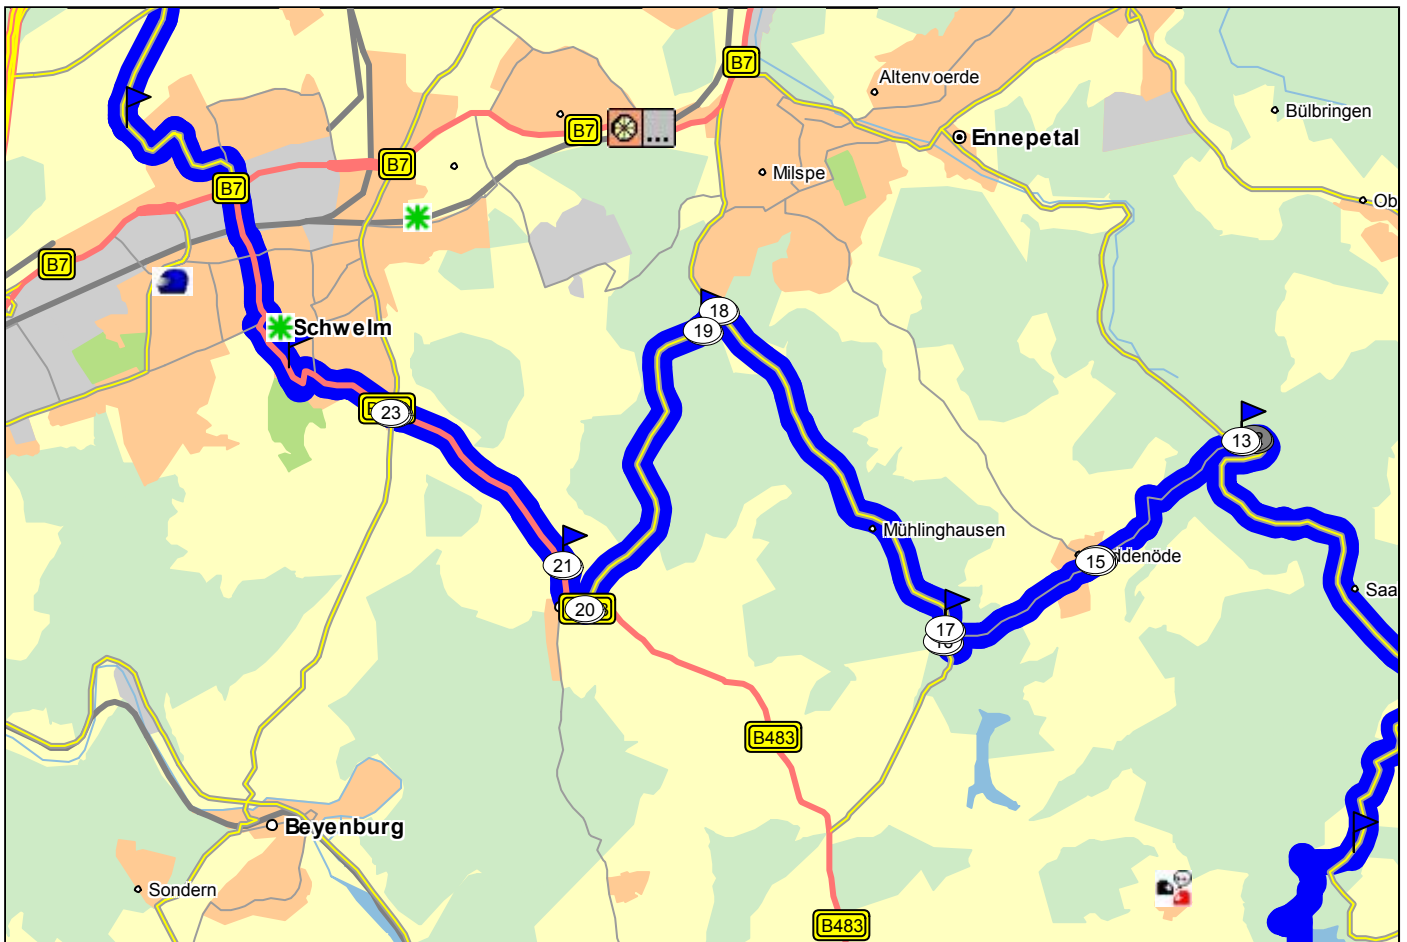 B7
Altenvoerde
Bülbringen
B7
...
Ennepetal
B7
Milspe
B7
Ob
B7
18
Schwelm
19
23
13
Mühlinghausen
21
15
ddenöde
Saa
20
17
B483
Beyenburg
Sondern
B483